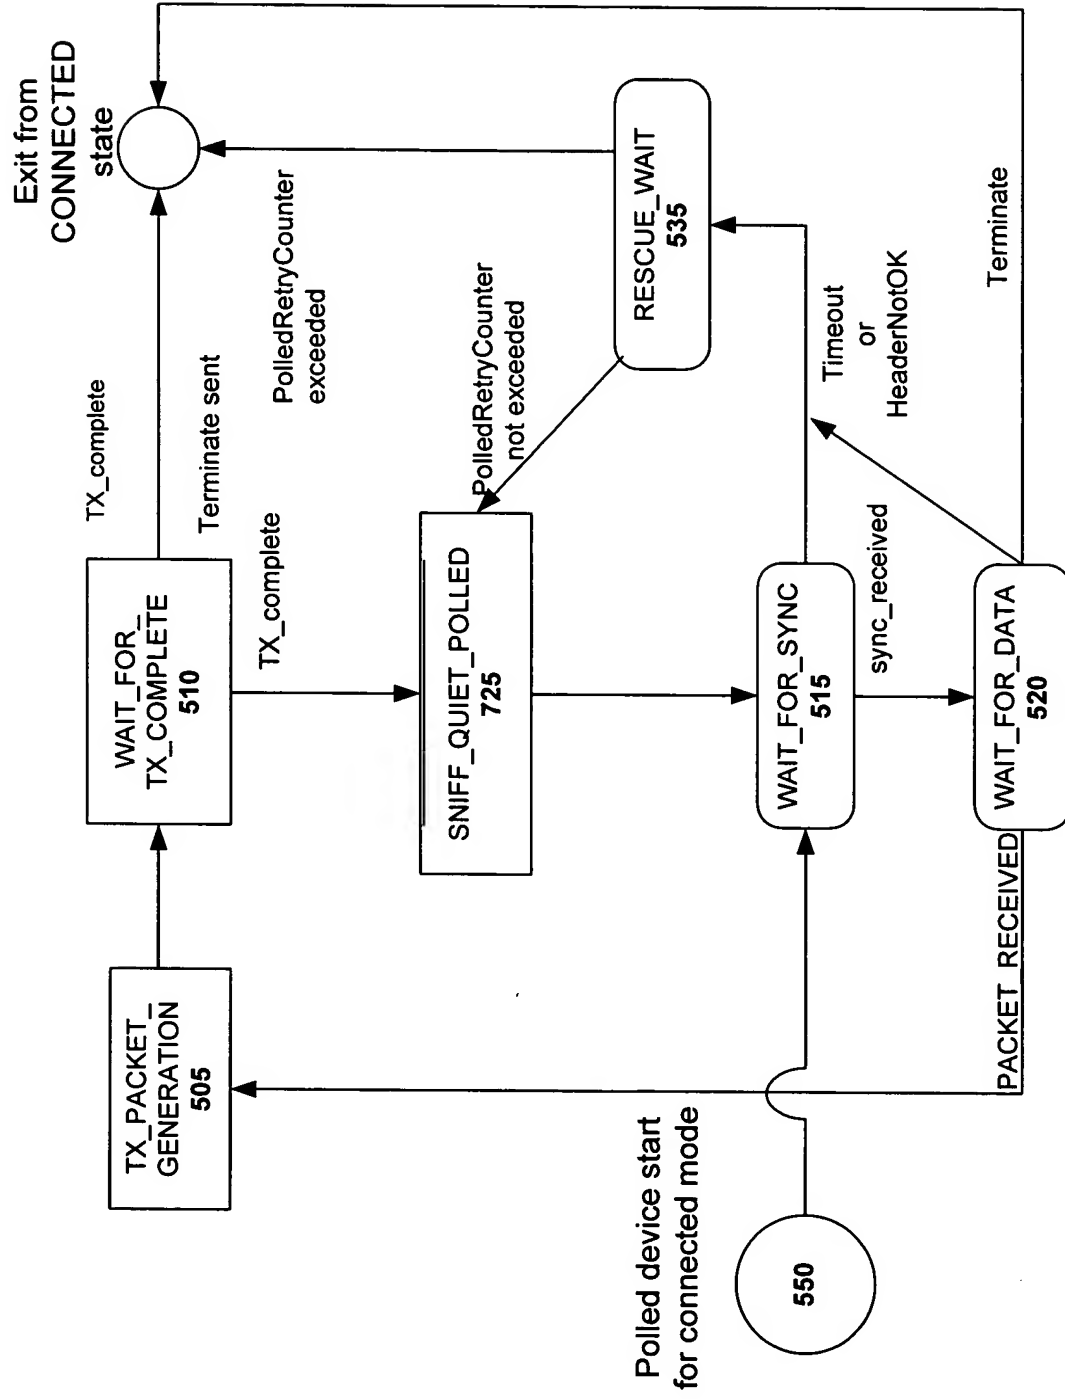 Exit from
CONNECTED
state
TX_complete
Terminate sent
PolledRetryCounter
exceeded
WAIT_FOR_
TX_COMPLETE
510
TX_PACKET_
GENERATION
505
TX_complete
PolledRetryCounter
not exceeded
RESCUE_WAIT
535
SNIFF_QUIET_POLLED
725
Timeout
or
HeaderNotOK
WAIT_FOR_SYNC
515
sync_received
Terminate
WAIT_FOR_DATA
520
PACKET_RECEIVED
Polled device start
for connected mode
550